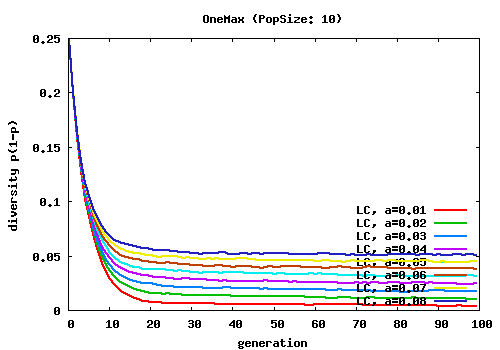 OneMax (PopSize: 10)
0.25
0.2
0.15
0.1
0.05
0
diversity p(1-p)
LC, a=0.01
LC, a=0.02
LC, a=0.03
LC, a=0.04
LC, a=0.05
LC, a=0.06
LC, a=0.07
LC, a=0.08
0 10 20 30 40 50 60 70 80 90 100
generation